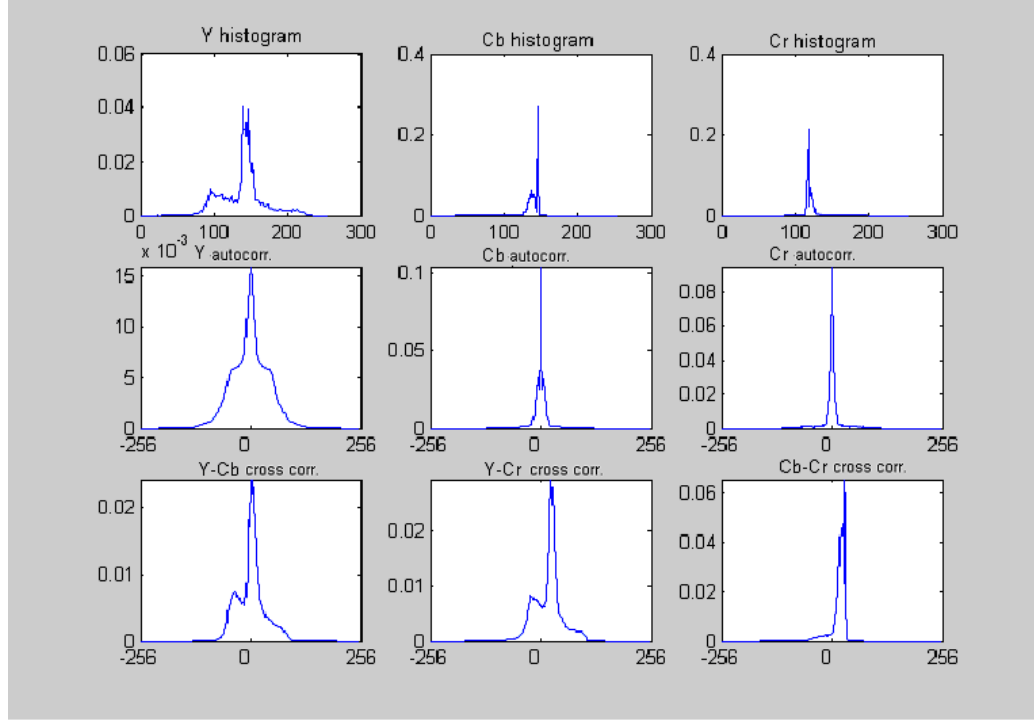 Y histogram
Cb histogram
Cr histogram
0.06
0.04
0.02
0
0 100 200 300
0.4
0.2
0
0 100 200 300
0.4
0.2
0
0 100 200 300
x 10-3
Y autocorr.
Cb autocorr.
Cr autocorr.
15
10
5
0
-256 0 256
0.1
0.05
0
-256 0 256
0.08
0.06
0.04
0.02
0
-256 0 256
Y-Cb cross corr.
Y-Cr cross corr.
Cb-Cr cross corr.
0.02
0.01
0
-256 0 256
0.02
0.01
0
-256 0 256
0.06
0.04
0.02
0
-256 0 256